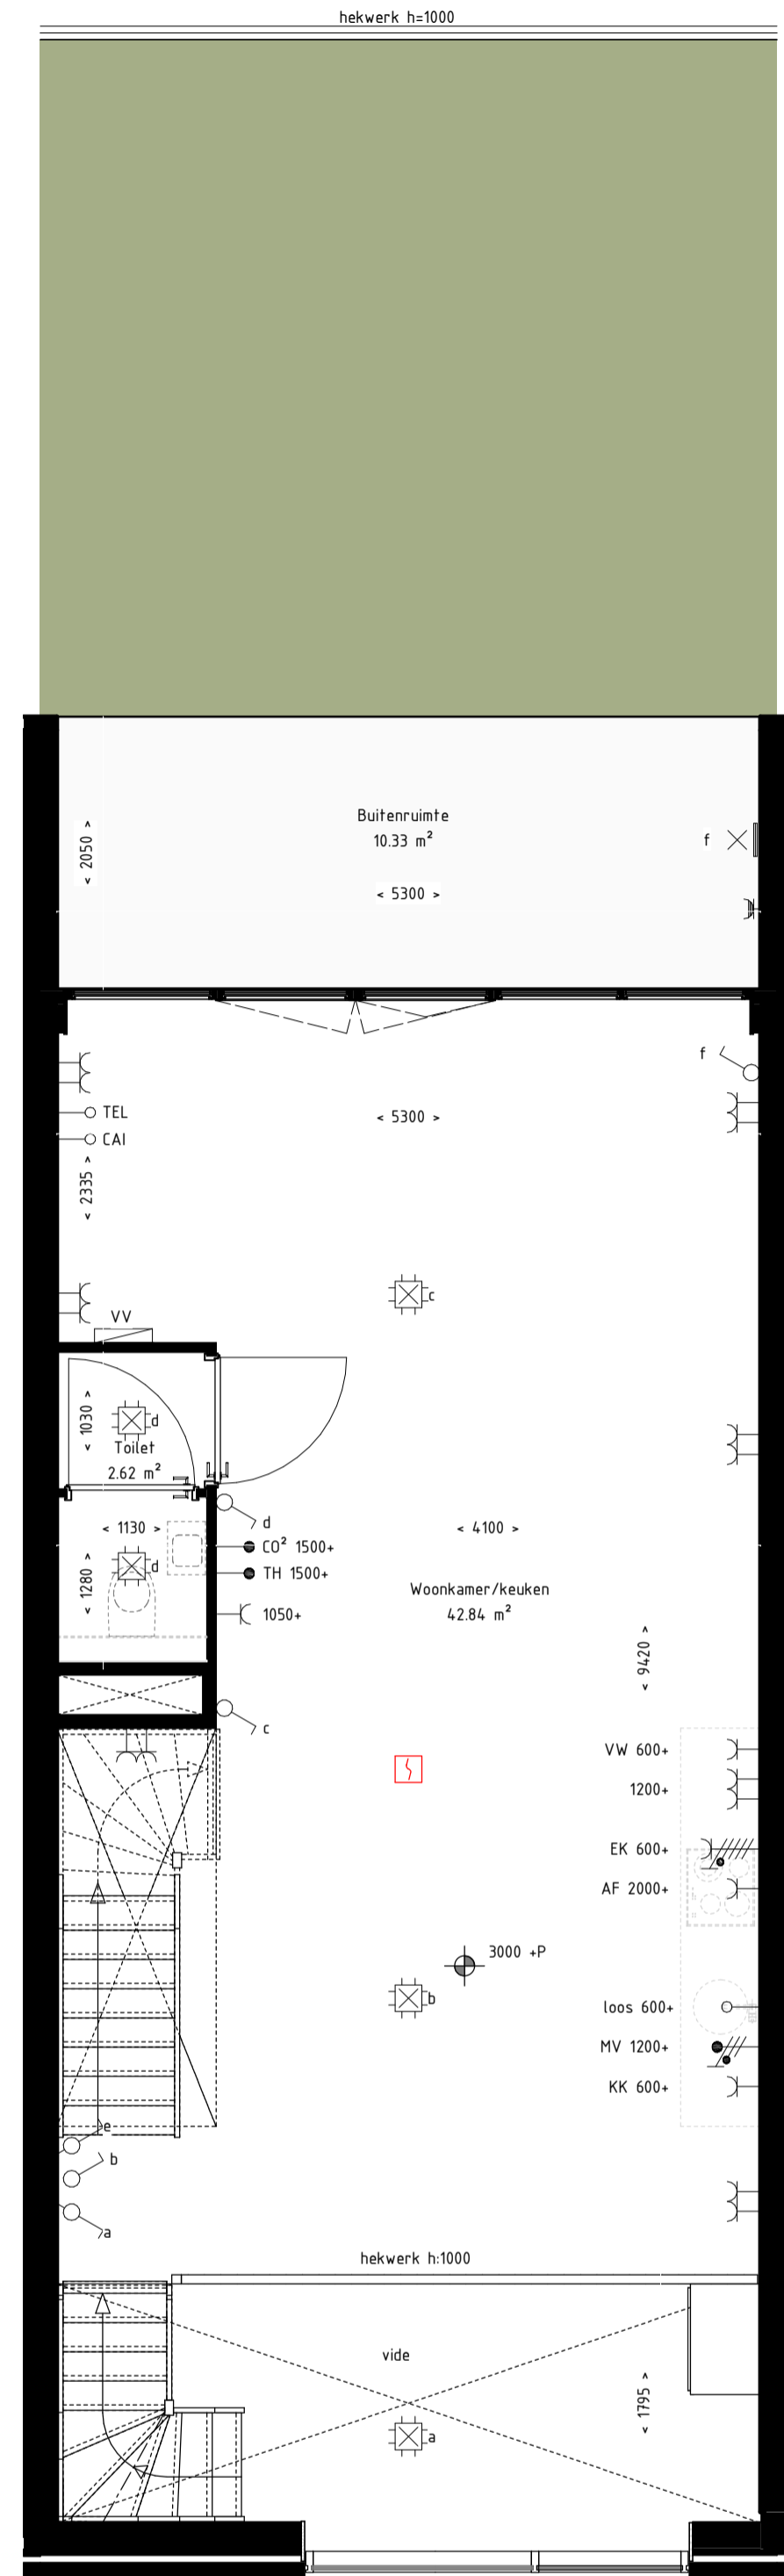 hekwerk h=1000
Buitenruimte
10.33 m²
< 2050 >
f
< 5300 >
f
TEL
< 5300 >
CAI
< 2335 >
c
VV
< 1030 >
d
Toilet
2.62 m²
d
< 1130 >
< 4100 >
CO² 1500+
d
TH 1500+
< 1280 >
Woonkamer/keuken
42.84 m²
1050+
< 9420 >
c
VW 600+
1200+
EK 600+
AF 2000+
3000 +P
b
loos 600+
MV 1200+
KK 600+
e
b
a
hekwerk h:1000
vide
< 1795 >
a